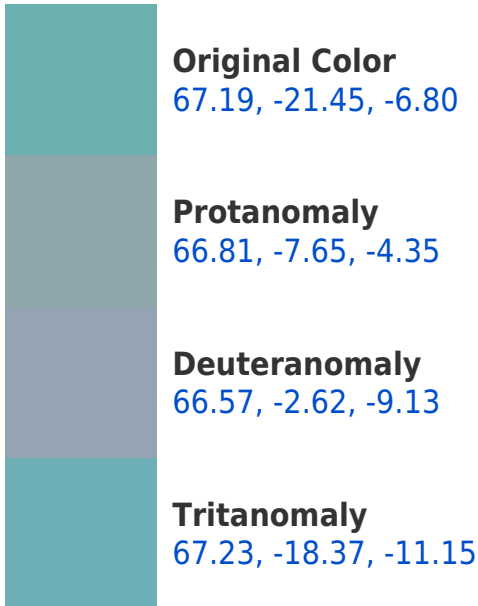 Original Color
67.19, -21.45, -6.80
Protanomaly
66.81, -7.65, -4.35
Deuteranomaly
66.57, -2.62, -9.13
Tritanomaly
67.23, -18.37, -11.15